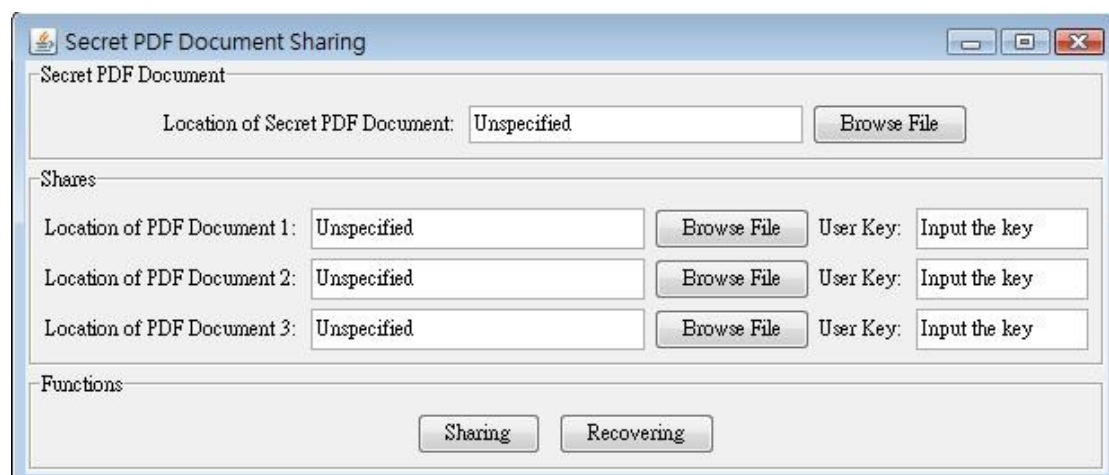 Secret PDF Document Sharing
Secret PDF Document
Location of Secret PDF Document: Unspecified Browse File
Shares
Location of PDF Document 1: Unspecified Browse File User Key: Input the key
Location of PDF Document 2: Unspecified Browse File User Key: Input the key
Location of PDF Document 3: Unspecified Browse File User Key: Input the key
Functions
Sharing Recovering